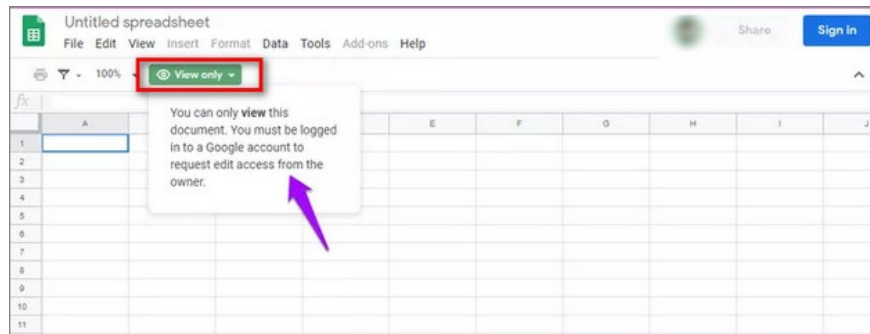 Untitled spreadsheet
File Edit View Insert Format Data Tools Add-ons Help
Share
Sign in
100%
View only
fx
You can only view this
document. You must be logged
in to a Google account to
request edit access from the
owner.
A E F G H I J
1
2
3
4
5
6
7
8
9
10
11